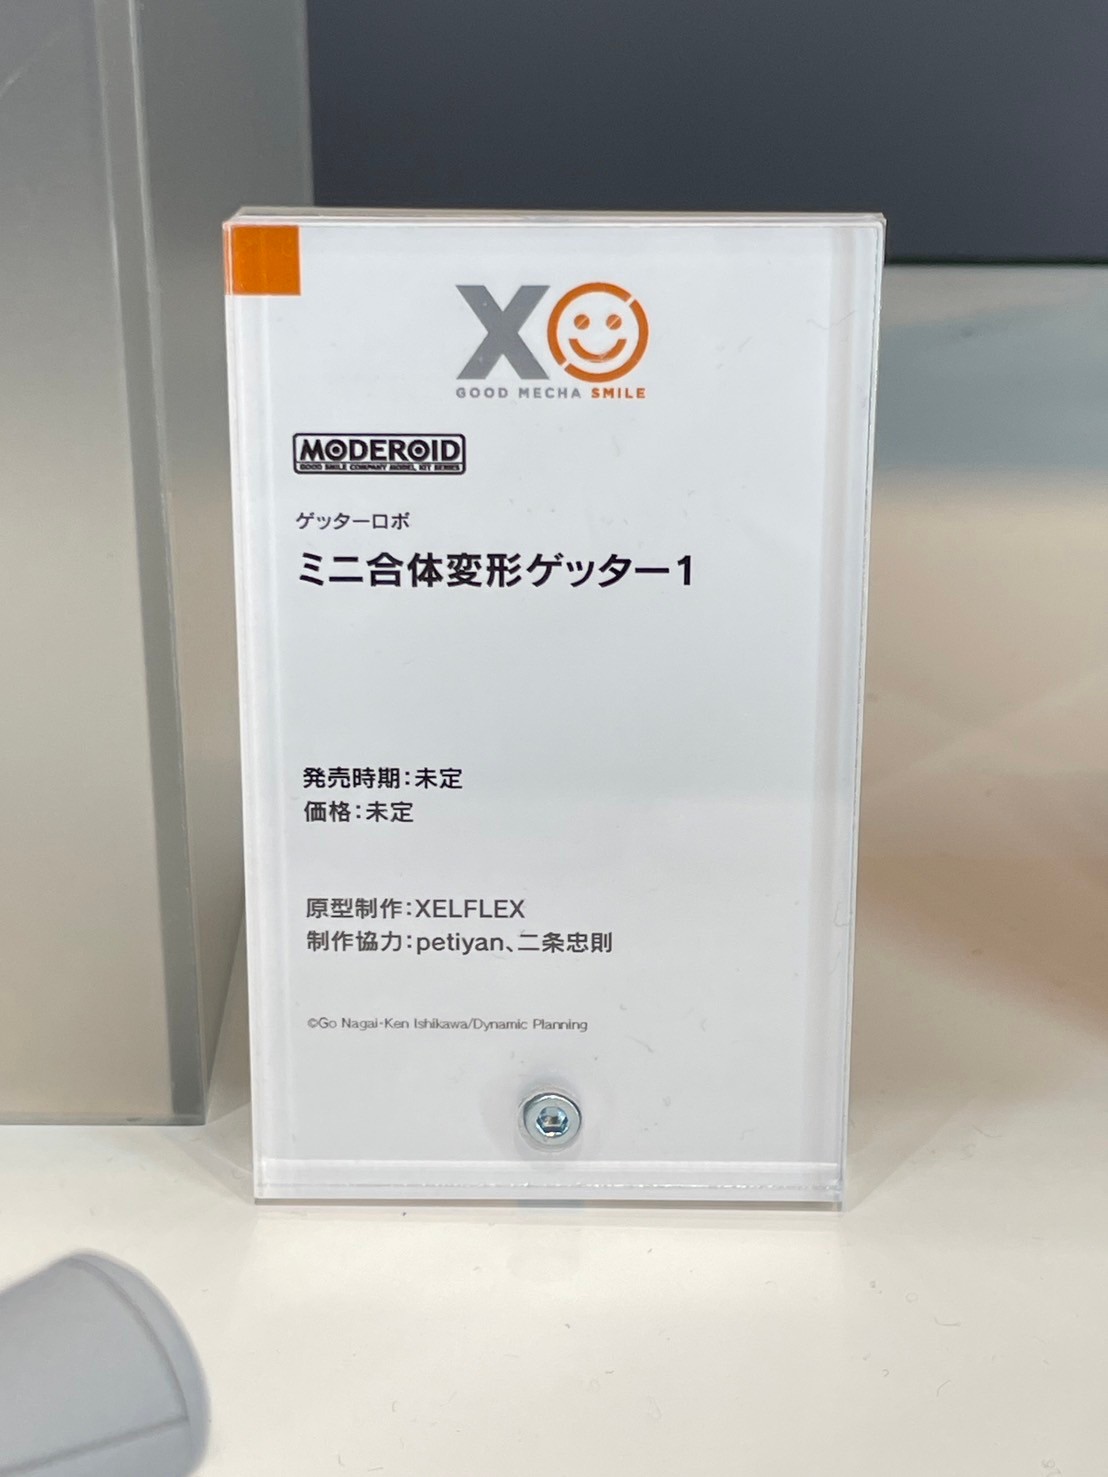 XO
GOOD MECHA SMILE
MODEROID
GOOD SMILE COMPANY MODEL KIT SERIES
ゲッターロボ
ミニ合体変形ゲッター1
発売時期：未定
価格：未定
原型制作：XELFLEX
制作協力：petiyan、二条忠則
©Go Nagai・Ken Ishikawa/Dynamic Planning